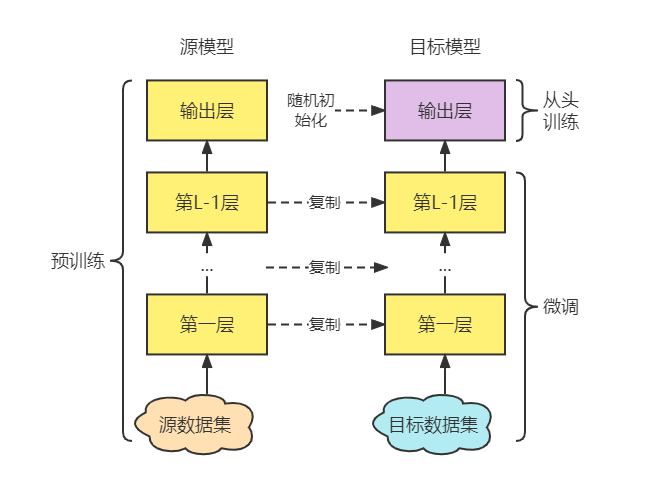 源模型
目标模型
输出层
随机初
始化
输出层
从头
训练
第L-1层
复制
第L-1层
预训练
...
复制
...
微调
第一层
复制
第一层
源数据集
目标数据集